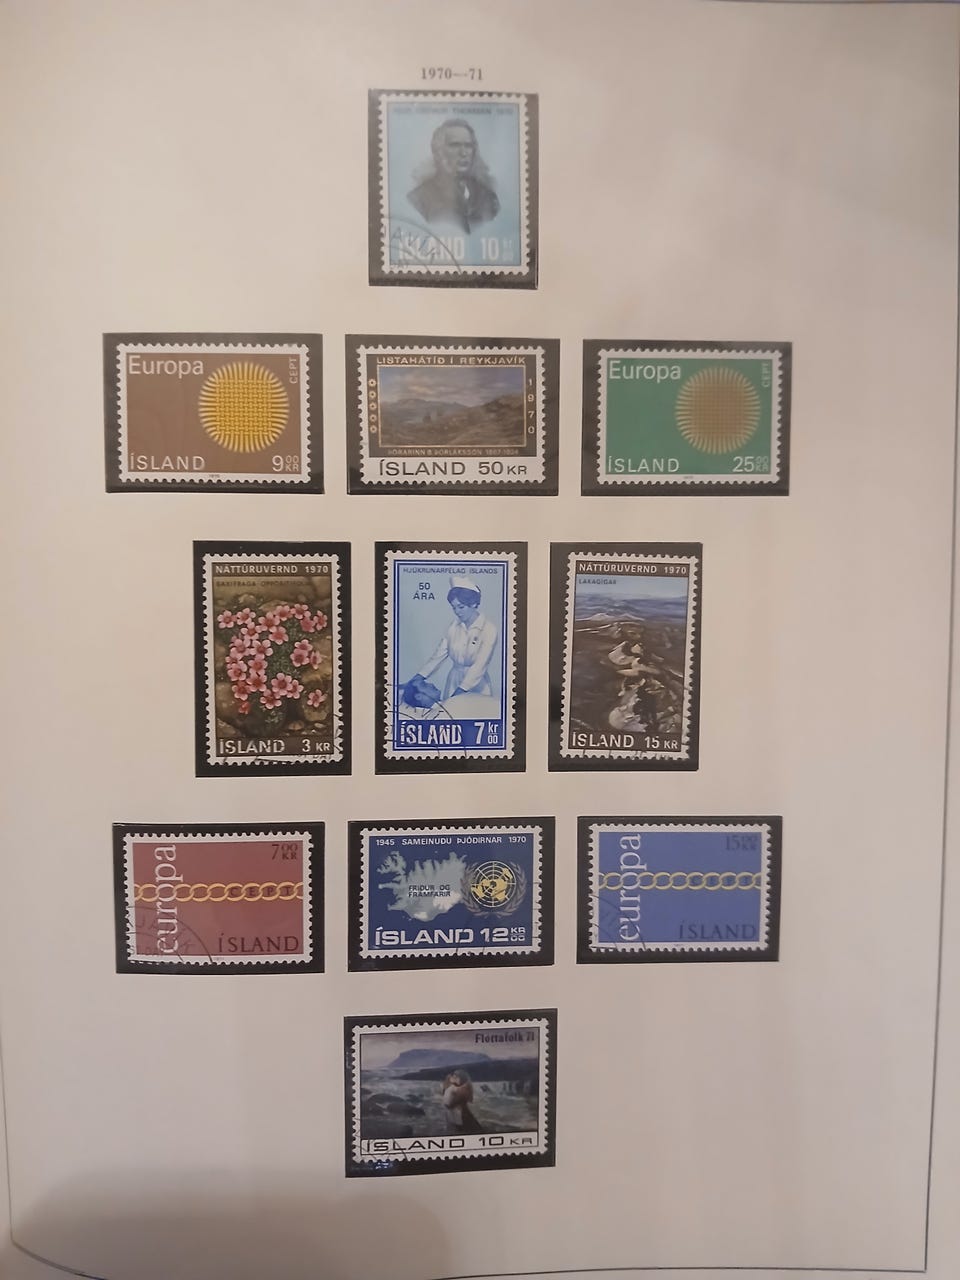 1970—71
ÍSLAND 10
Europa
CEPT
ÍSLAND 9 00 KR
LISTAHÁTÍÐ Í REYKJAVÍK
1970
ÞÓRARINN B ÞORLÁKSSON 1867-1924
ÍSLAND 50 KR
Europa
CEPT
ÍSLAND 25 00 KR
NÁTTÚRUVERND 1970
SAXIFRAGA OPPOSITIFOLIA
ÍSLAND 3 KR
HJÚKRUNARFÉLAG ÍSLANDS
50
ÁRA
ÍSLAND 7 kr 00
NÁTTÚRUVERND 1970
LAKAGÍGAR
ÍSLAND 15 KR
7 00 KR
europa
CEPT
ÍSLAND
1945 SAMEINUÐU ÞJÓÐIRNAR 1970
FRIÐUR OG
FRAMFARIR
ÍSLAND 12 KR 00
15 00 KR
europa
ÍSLAND
Flóttafólk 71
ÍSLAND 10 KR